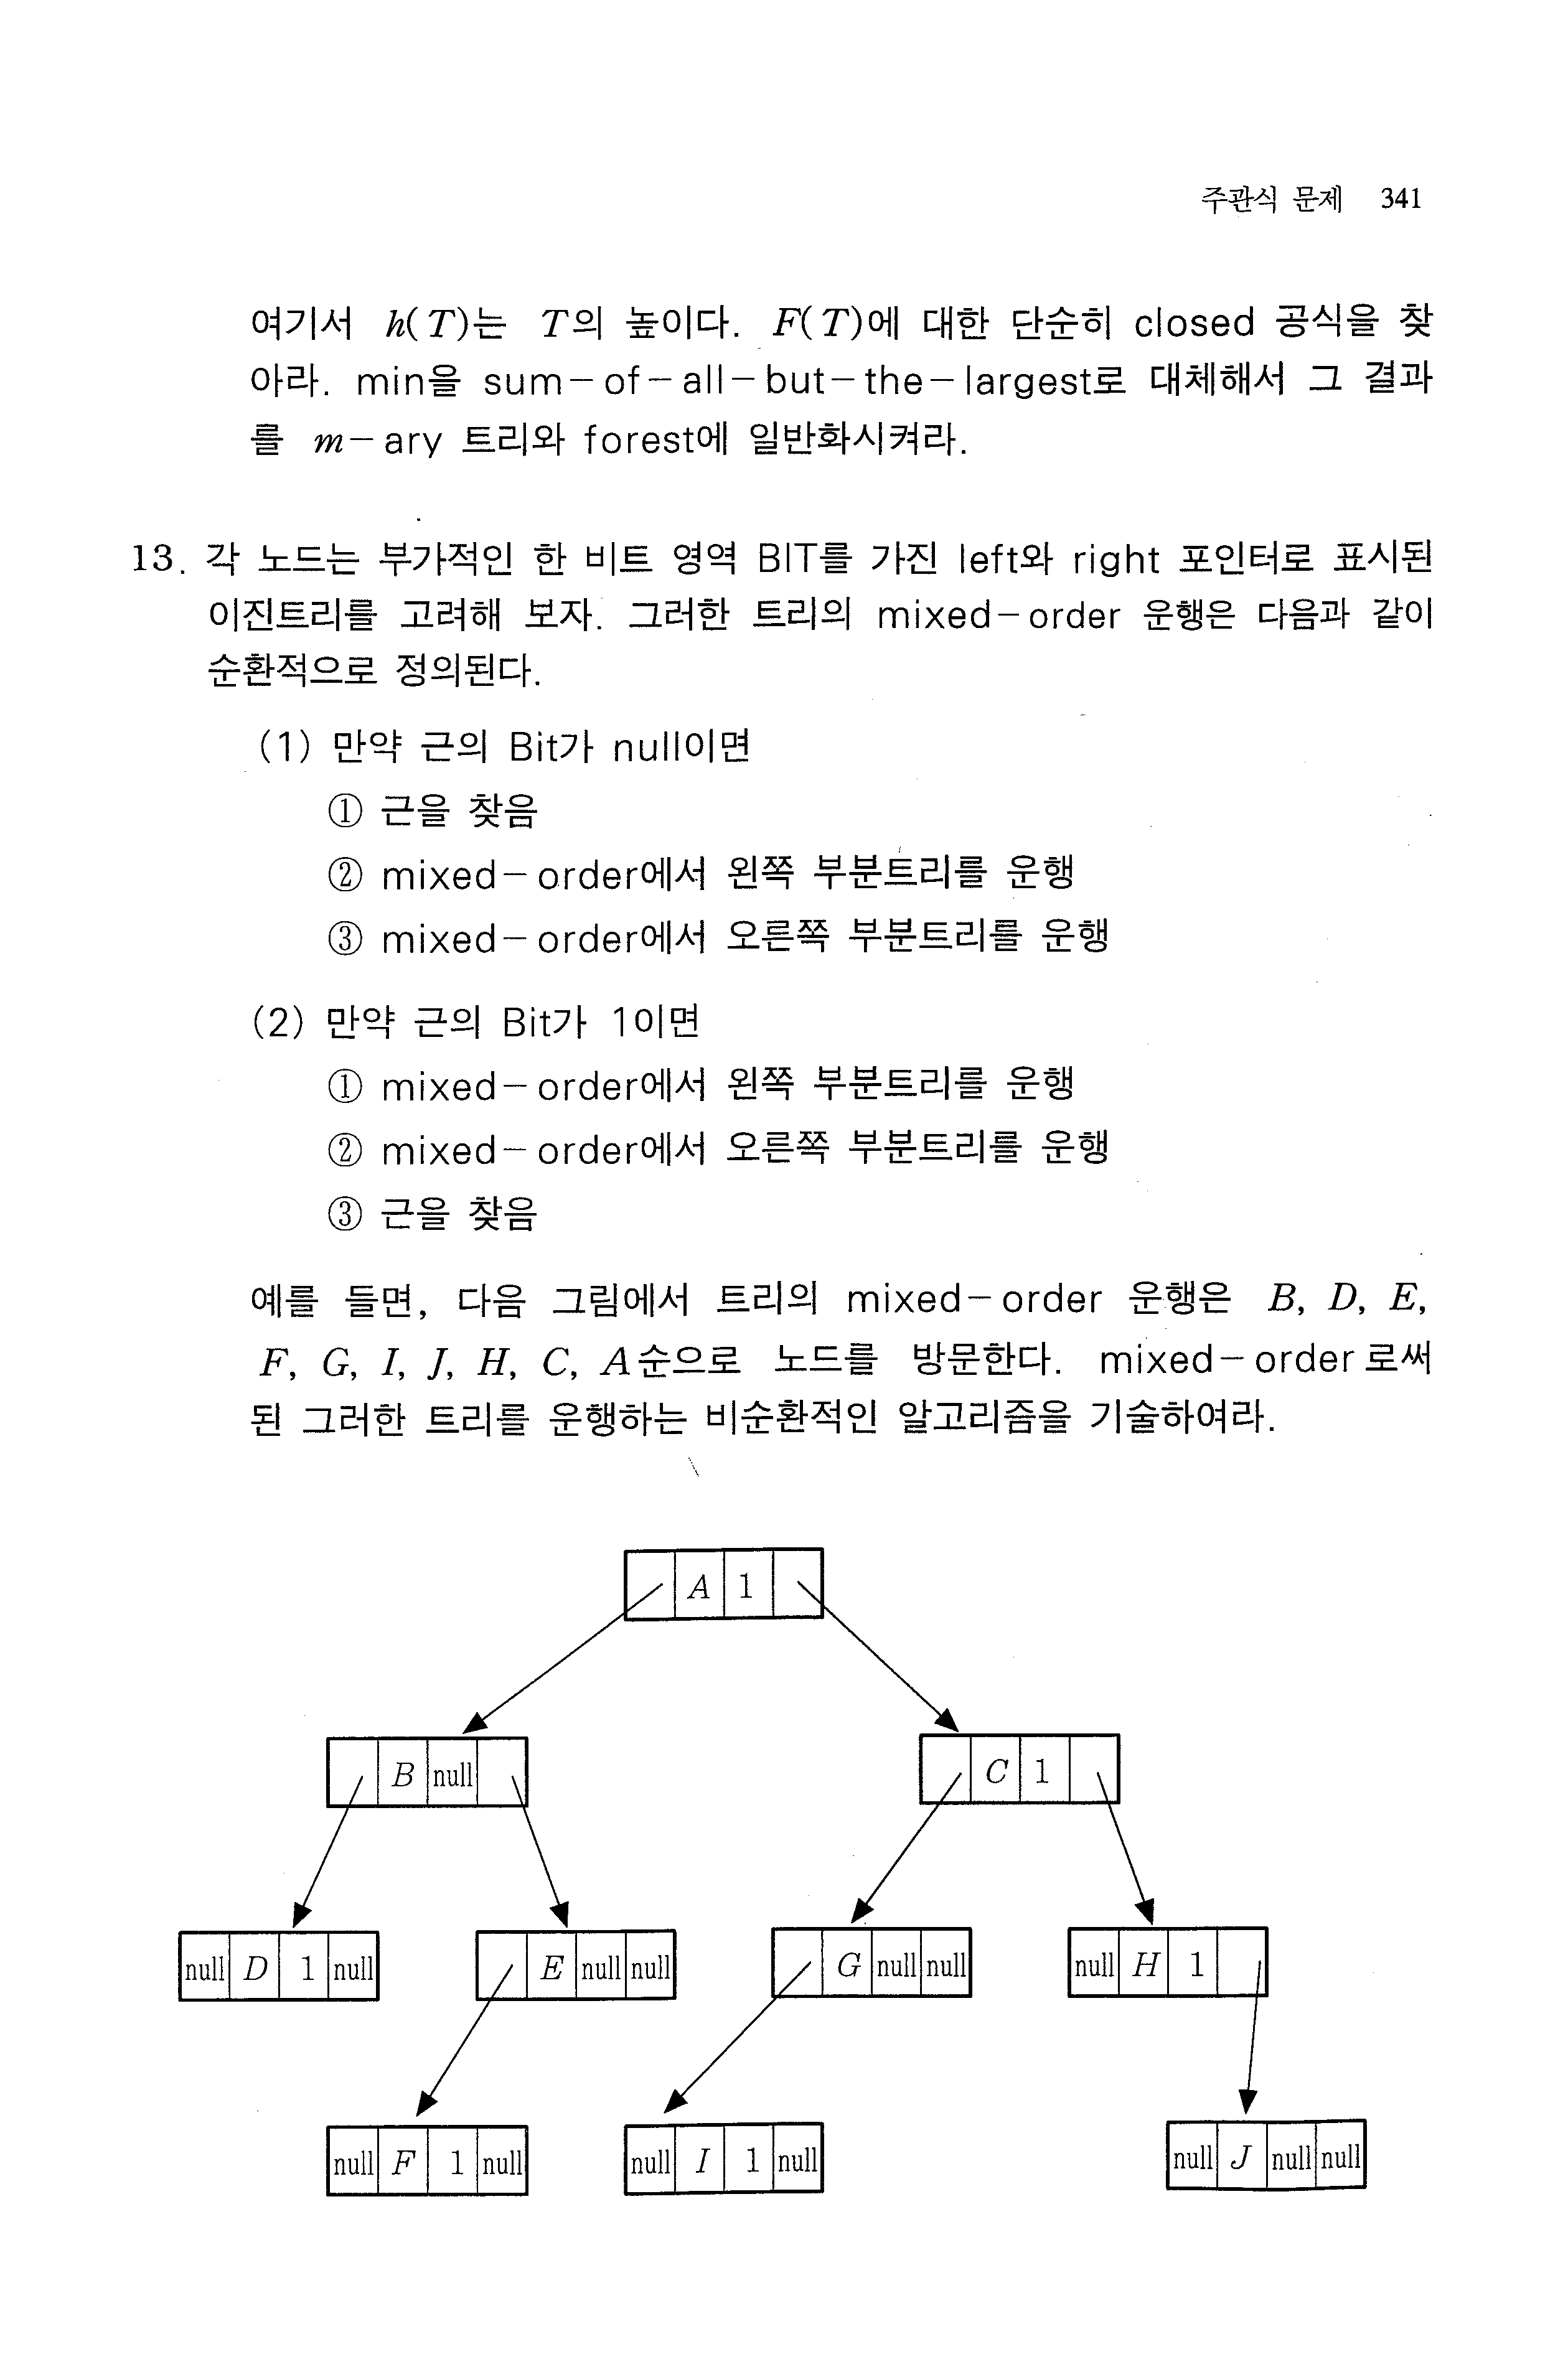 주관식 문제 341
여기서 h(T)는 T의 높이다. F(T)에 대한 단순히 closed 공식을 찾
아라. min을 sum-of-all-but-the-largest로 대체해서 그 결과
를 m-ary 트리와 forest에 일반화시켜라.
13. 각 노드는 부가적인 한 비트 영역 BIT를 가진 left와 right 포인터로 표시된
이진트리를 고려해 보자. 그러한 트리의 mixed-order 운행은 다음과 같이
순환적으로 정의된다.
(1) 만약 근의 Bit가 null이면
① 근을 찾음
② mixed-order에서 왼쪽 부분트리를 운행
③ mixed-order에서 오른쪽 부분트리를 운행
(2) 만약 근의 Bit가 1이면
① mixed-order에서 왼쪽 부분트리를 운행
② mixed-order에서 오른쪽 부분트리를 운행
③ 근을 찾음
예를 들면, 다음 그림에서 트리의 mixed-order 운행은 B, D, E,
F, G, I, J, H, C, A순으로 노드를 방문한다. mixed-order로써
된 그러한 트리를 운행하는 비순환적인 알고리즘을 기술하여라.
A 1
B null
C 1
null D 1 null
E null null
G null null
null H 1
null F 1 null
null I 1 null
null J null null